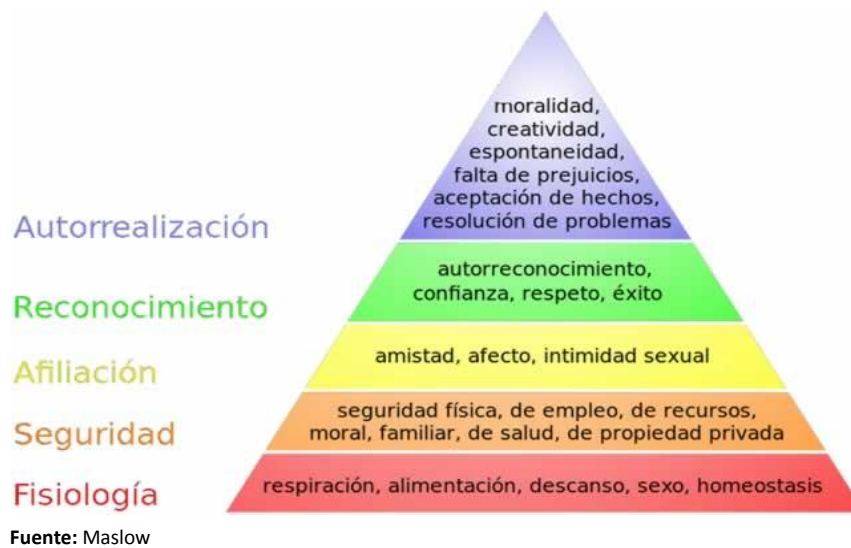 moralidad,
creatividad,
espontaneidad,
falta de prejuicios,
aceptación de hechos,
resolución de problemas
Autorrealización
autorreconocimiento,
confianza, respeto, éxito
Reconocimiento
amistad, afecto, intimidad sexual
Afiliación
seguridad física, de empleo, de recursos,
moral, familiar, de salud, de propiedad privada
Seguridad
respiración, alimentación, descanso, sexo, homeostasis
Fisiología
Fuente: Maslow